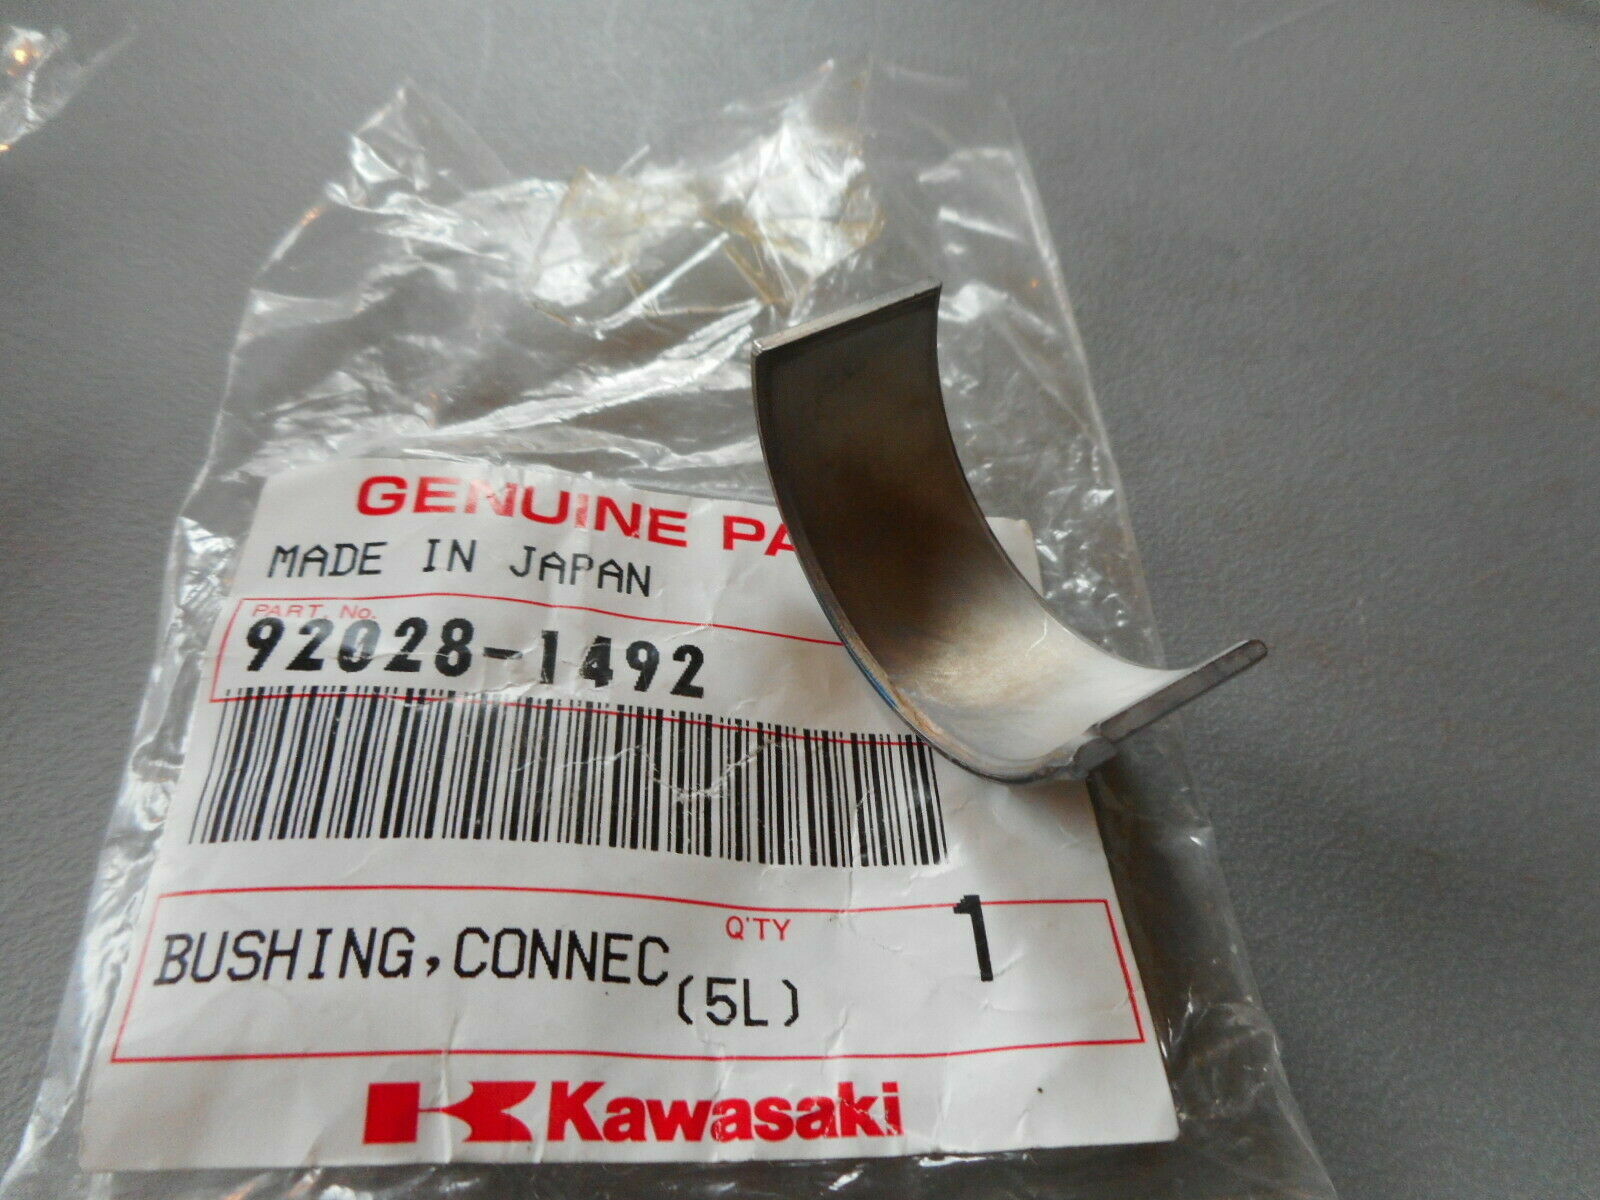 GENUINE PA
MADE IN JAPAN
PART. No.
92028-1492
BUSHING,CONNEC
(5L)
Q'TY
1
Kawasaki